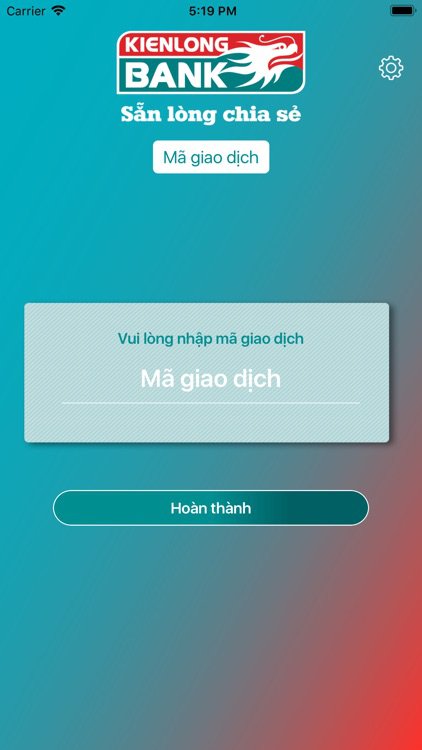 Carrier 5:19 PM
KIENLONG
BANK
Sẵn lòng chia sẻ
Mã giao dịch
Vui lòng nhập mã giao dịch
Mã giao dịch
Hoàn thành